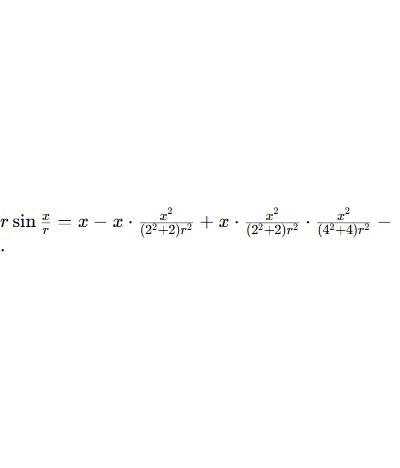 r sin x/r = x − x · x²/((2²+2)r²) + x · x²/((2²+2)r²) · x²/((4²+4)r²) −
.